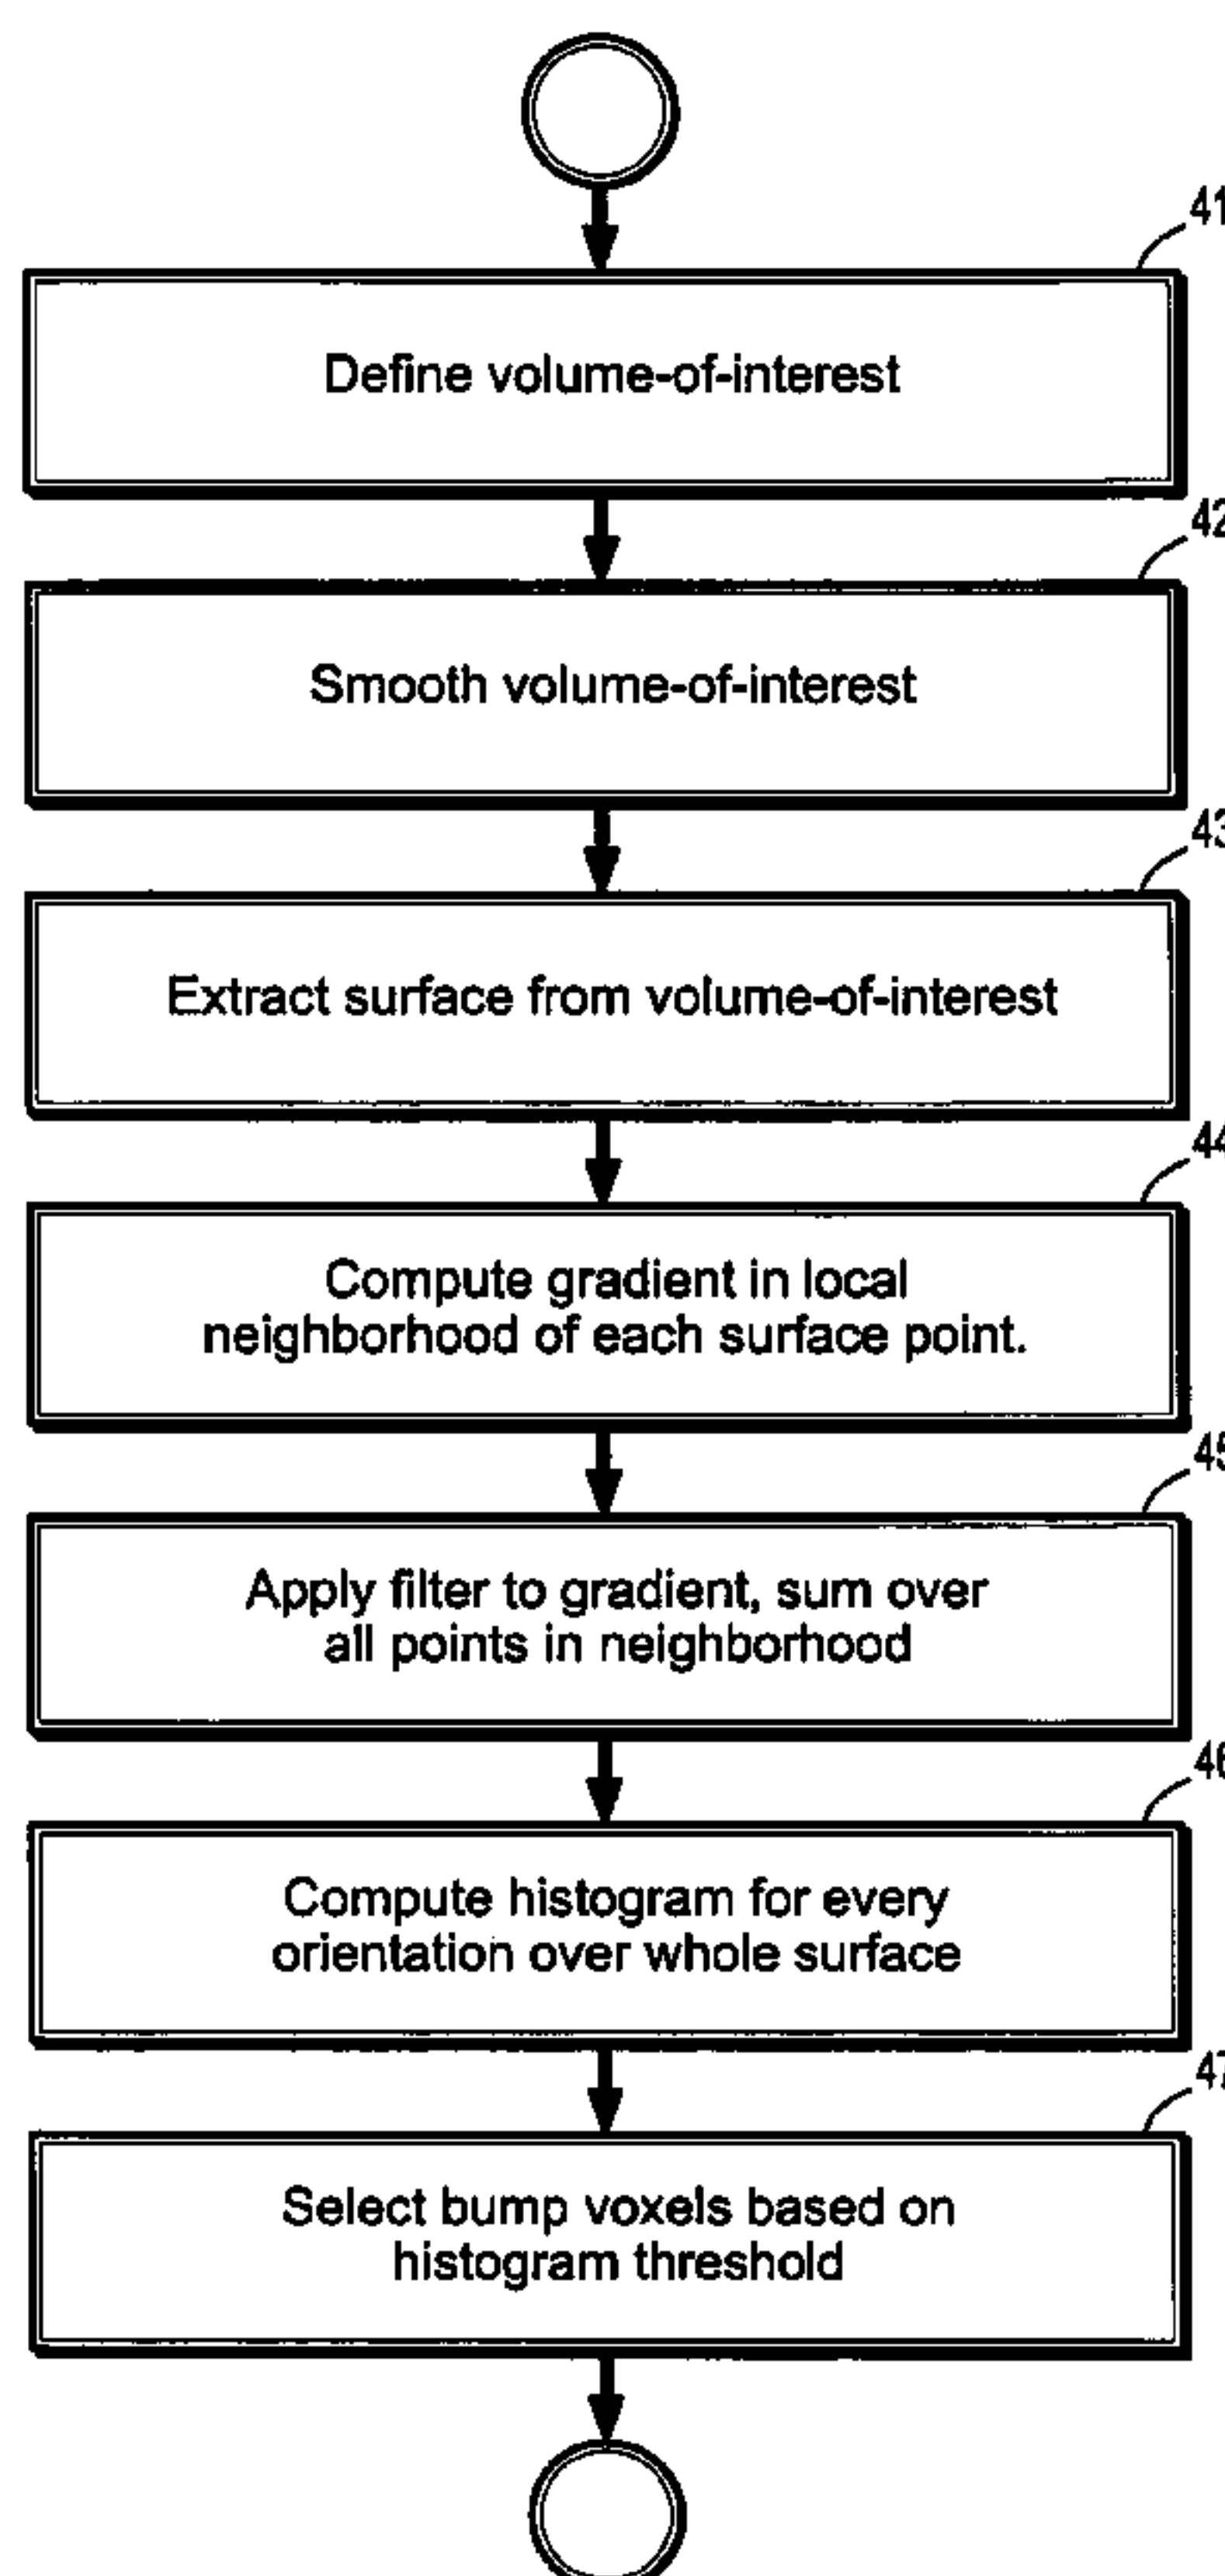 41
Define volume-of-interest
42
Smooth volume-of-interest
43
Extract surface from volume-of-interest
44
Compute gradient in local
neighborhood of each surface point.
45
Apply filter to gradient, sum over
all points in neighborhood
46
Compute histogram for every
orientation over whole surface
47
Select bump voxels based on
histogram threshold